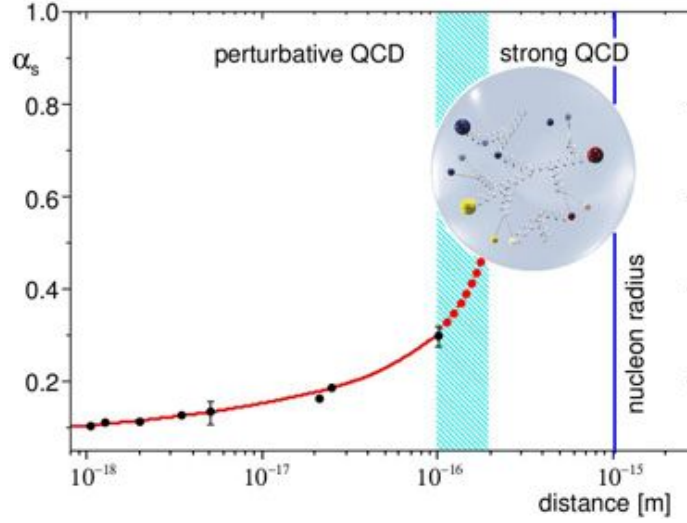 1.0
perturbative QCD
strong QCD
αₛ
0.8
0.6
0.4
0.2
nucleon radius
10⁻¹⁸
10⁻¹⁷
10⁻¹⁶
10⁻¹⁵
distance [m]